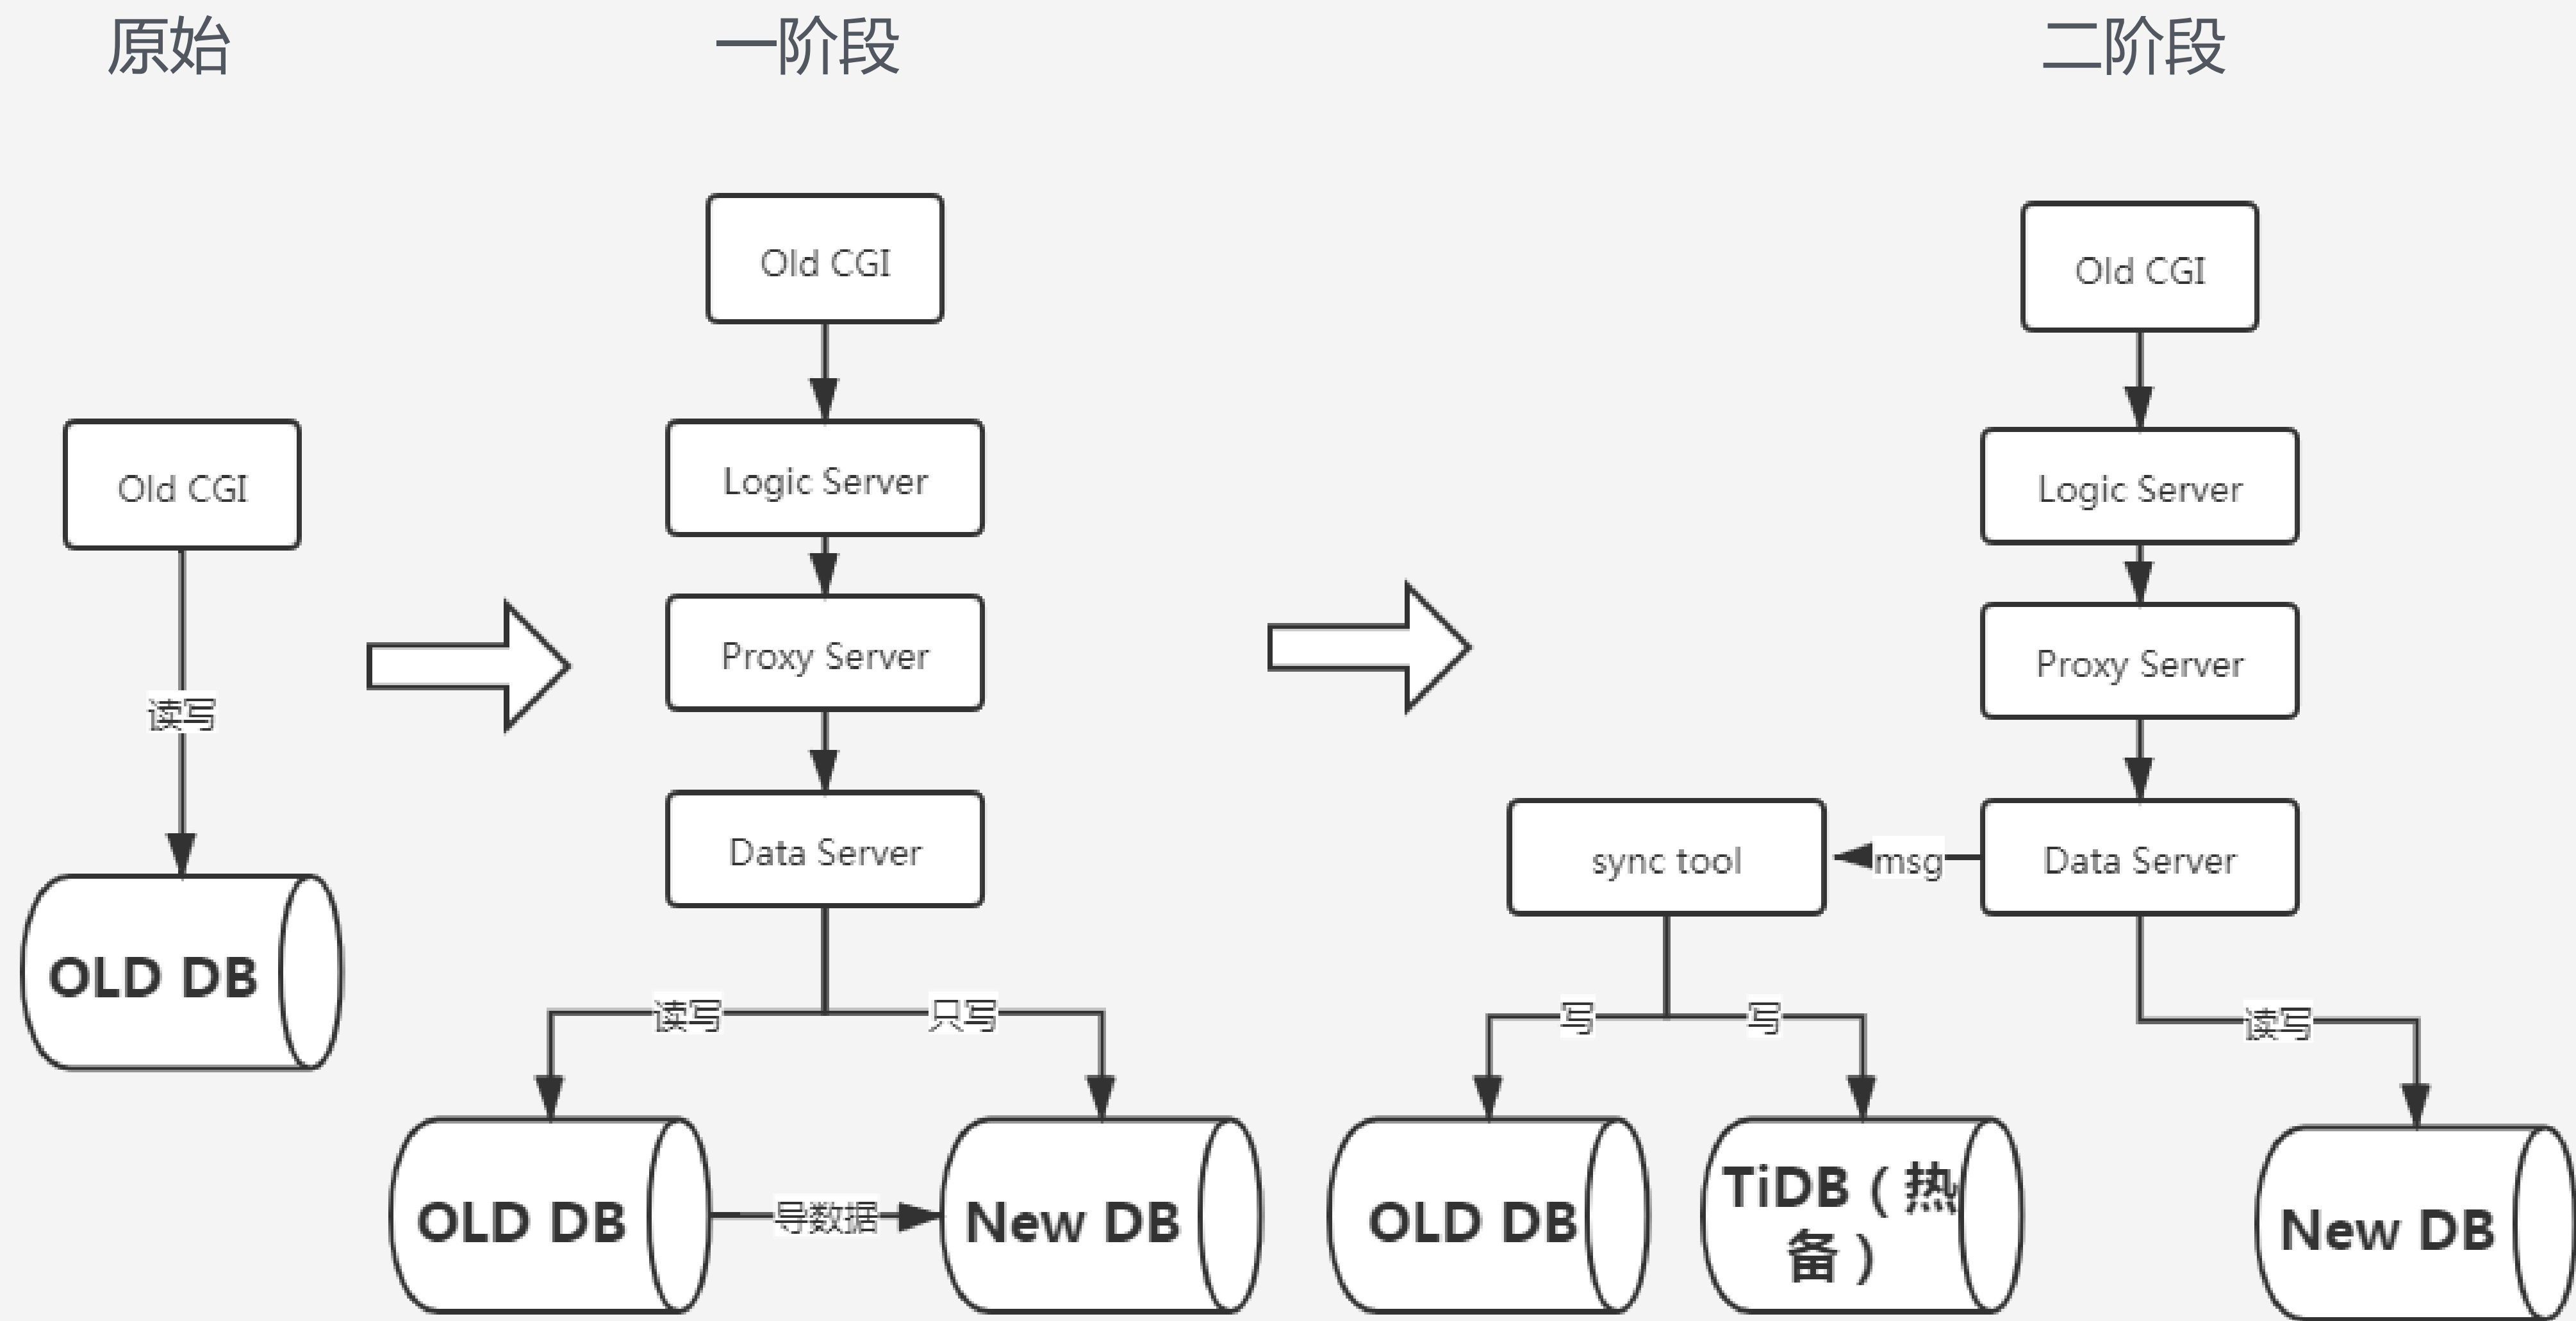 原始
一阶段
二阶段
Old CGI
读写
OLD DB
Old CGI
Logic Server
Proxy Server
Data Server
读写
只写
OLD DB
导数据
New DB
Old CGI
Logic Server
Proxy Server
Data Server
msg
sync tool
写
写
读写
OLD DB
TiDB（热
备）
New DB